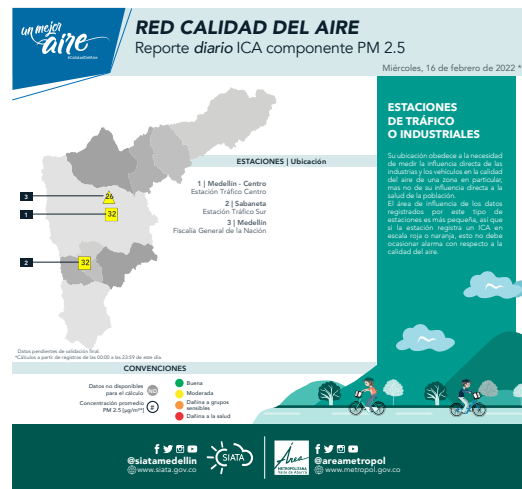 un mejor
aire
#CalidadDelAire
RED CALIDAD DEL AIRE
Reporte diario ICA componente PM 2.5
Miércoles, 16 de febrero de 2022 *
ESTACIONES
DE TRÁFICO
O INDUSTRIALES
Su ubicación obedece a la necesidad
de medir la influencia directa de las
industrias y los vehículos en la calidad
del aire de una zona en particular,
mas no de su influencia directa a la
salud de la población.
El área de influencia de los datos
registrados por este tipo de
estaciones es más pequeña, así que
si la estación registra un ICA en
escala roja o naranja, esto no debe
ocasionar alarma con respecto a la
calidad del aire.
ESTACIONES | Ubicación
1 | Medellín - Centro
Estación Tráfico Centro
2 | Sabaneta
Estación Tráfico Sur
3 | Medellín
Fiscalía General de la Nación
3
26
1
32
2
32
Datos pendientes de validación final.
*Cálculos a partir de registros de las 00:00 a las 23:59 de este día.
CONVENCIONES
Datos no disponibles
para el cálculo
ND
Concentración promedio
PM 2.5 [µg/m³*]
#
Buena
Moderada
Dañina a grupos
sensibles
Dañina a la salud
@siatamedellin
www.siata.gov.co
SIATA
Área
METROPOLITANA
Valle de Aburrá
@areametropol
www.metropol.gov.co